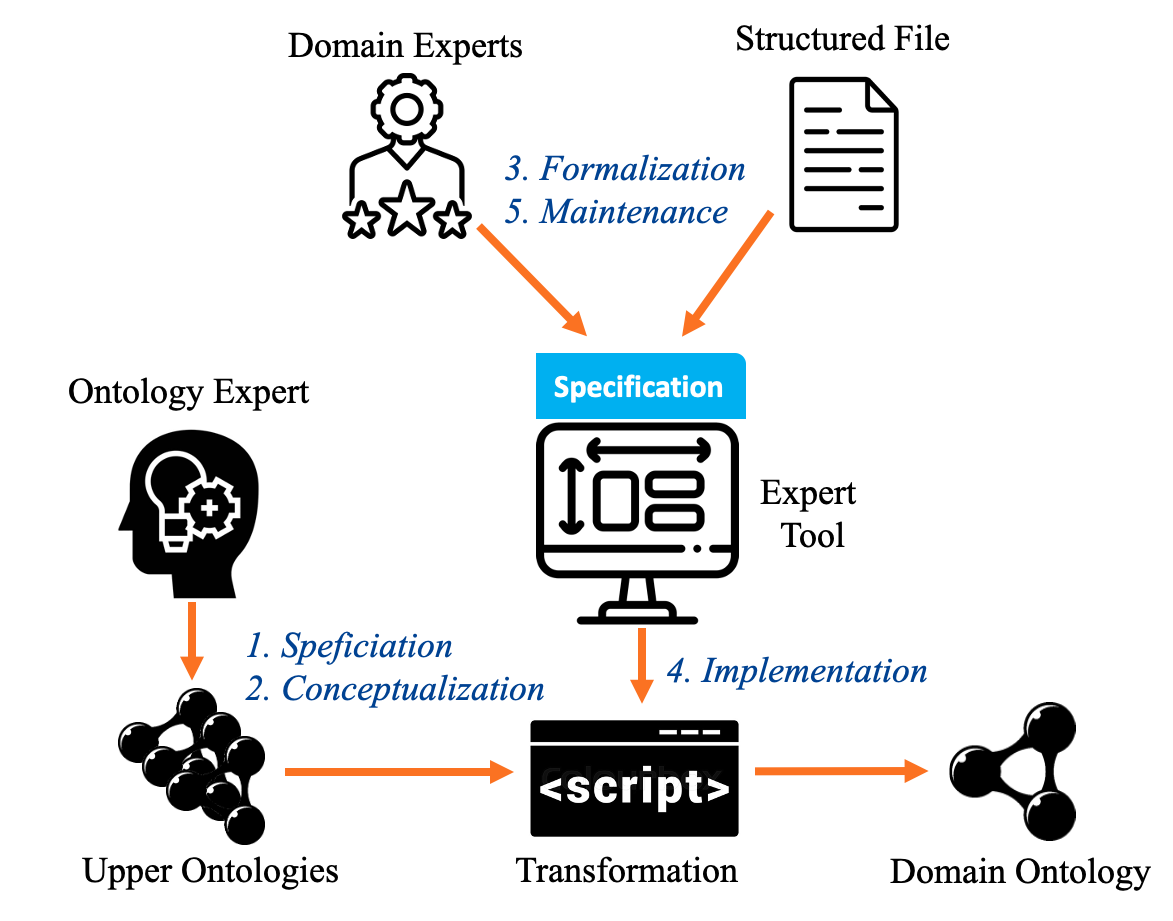 Domain Experts
Structured File
3. Formalization
5. Maintenance
Specification
Ontology Expert
Expert
Tool
1. Speficiation
2. Conceptualization
4. Implementation
<script>
Upper Ontologies
Transformation
Domain Ontology